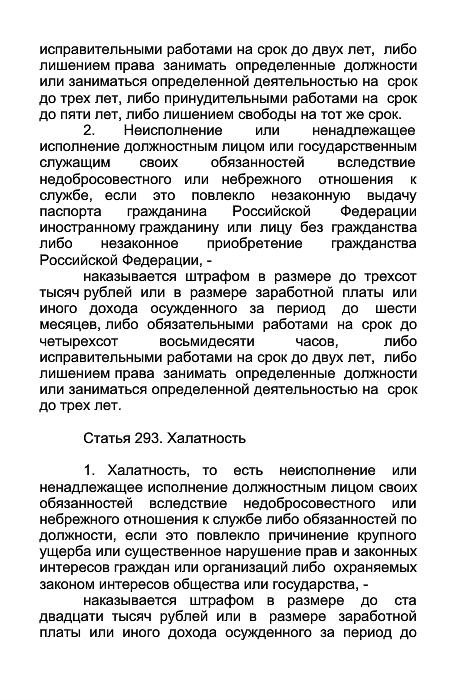 исправительными работами на срок до двух лет, либо
лишением права занимать определенные должности
или заниматься определенной деятельностью на срок
до трех лет, либо принудительными работами на срок
до пяти лет, либо лишением свободы на тот же срок.
2. Неисполнение или ненадлежащее
исполнение должностным лицом или государственным
служащим своих обязанностей вследствие
недобросовестного или небрежного отношения к
службе, если это повлекло незаконную выдачу
паспорта гражданина Российской Федерации
иностранному гражданину или лицу без гражданства
либо незаконное приобретение гражданства
Российской Федерации, -
наказывается штрафом в размере до трехсот
тысяч рублей или в размере заработной платы или
иного дохода осужденного за период до шести
месяцев, либо обязательными работами на срок до
четырехсот восьмидесяти часов, либо
исправительными работами на срок до двух лет, либо
лишением права занимать определенные должности
или заниматься определенной деятельностью на срок
до трех лет.
Статья 293. Халатность
1. Халатность, то есть неисполнение или
ненадлежащее исполнение должностным лицом своих
обязанностей вследствие недобросовестного или
небрежного отношения к службе либо обязанностей по
должности, если это повлекло причинение крупного
ущерба или существенное нарушение прав и законных
интересов граждан или организаций либо охраняемых
законом интересов общества или государства, -
наказывается штрафом в размере до ста
двадцати тысяч рублей или в размере заработной
платы или иного дохода осужденного за период до